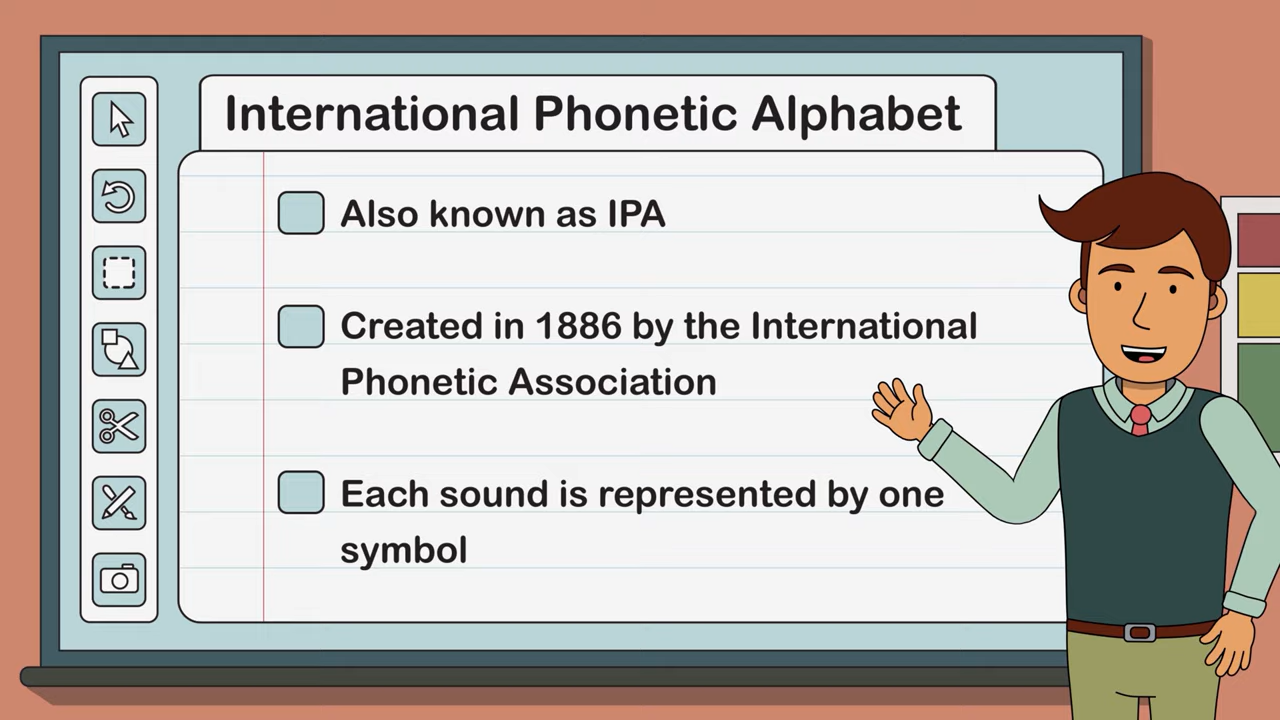 International Phonetic Alphabet
Also known as IPA
Created in 1886 by the International
Phonetic Association
Each sound is represented by one
symbol